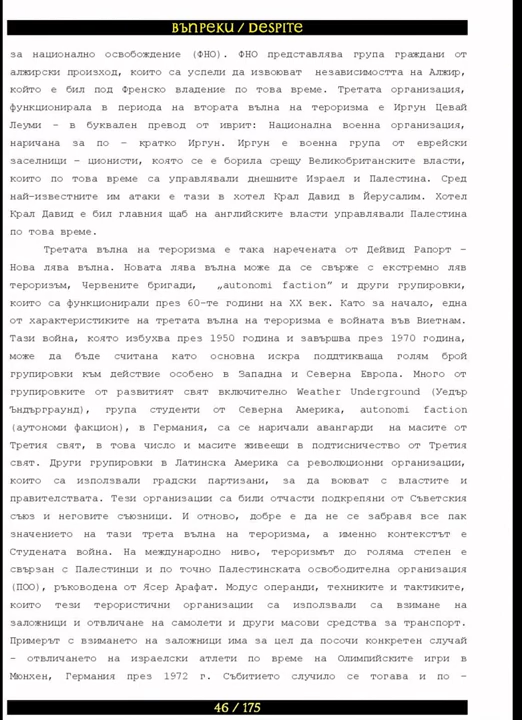 ВЪПРЕКИ / DESPITE
за национално освобождение (ФНО). ФНО представлява група граждани от
алжирски произход, които са успели да извоюват независимостта на Алжир,
който е бил под Френско владение по това време. Третата организация,
функционирала в периода на втората вълна на тероризма е Иргун Цевай
Леуми – в буквален превод от иврит: Национална военна организация,
наричана за по – кратко Иргун. Иргун е военна група от еврейски
заселници – ционисти, която се е борила срещу Великобританските власти,
които по това време са управлявали днешните Израел и Палестина. Сред
най-известните им атаки е тази в хотел Крал Давид в Йерусалим. Хотел
Крал Давид е бил главния щаб на английските власти управлявали Палестина
по това време.
Третата вълна на тероризма е така наречената от Дейвид Рапорт –
Нова лява вълна. Новата лява вълна може да се свърже с екстремно ляв
тероризъм, Червените бригади, „autonomi faction” и други групировки,
които са функционирали през 60-те години на XX век. Като за начало, една
от характеристиките на третата вълна на тероризма е войната във Виетнам.
Тази война, която избухва през 1950 година и завършва през 1970 година,
може да бъде считана като основна искра поддтикваща голям брой
групировки към действие особено в Западна и Северна Европа. Много от
групировките от развитият свят включително Weather Underground (Уедър
Ъндърграунд), група студенти от Северна Америка, autonomi faction
(аутономи факцион), в Германия, са се наричали авангарди на масите от
Третия свят, в това число и масите живеещи в подтисничество от Третия
свят. Други групировки в Латинска Америка са революционни организации,
които са използвали градски партизани, за да воюват с властите и
правителствата. Тези организации са били отчасти подкрепяни от Съветския
съюз и неговите съюзници. И отново, добре е да не се забравя все пак
значението на тази трета вълна на тероризма, а именно контекстът е
Студената война. На международно ниво, тероризмът до голяма степен е
свързан с Палестинци и по точно Палестинската освободителна организация
(ПОО), ръководена от Ясер Арафат. Модус операнди, техниките и тактиките,
които тези терористични организации са използвали са взимане на
заложници и отвличане на самолети и други масови средства за транспорт.
Примерът с взимането на заложници има за цел да посочи конкретен случай
– отвличането на израелски атлети по време на Олимпийските игри в
Мюнхен, Германия през 1972 г. Събитието случило се тогава и по –
46 / 175